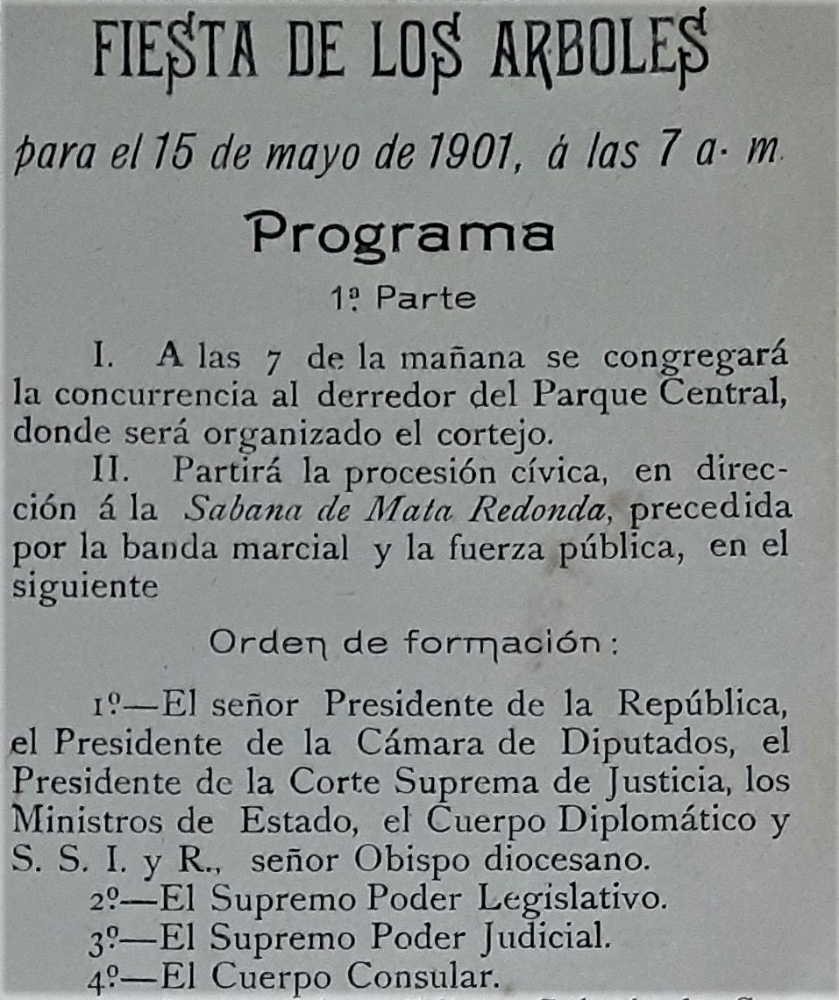 FIESTA DE LOS ARBOLES
para el 15 de mayo de 1901, á las 7 a. m.
Programa
1ª Parte
I. A las 7 de la mañana se congregará
la concurrencia al derredor del Parque Central,
donde será organizado el cortejo.
II. Partirá la procesión cívica, en direc-
ción á la Sabana de Mata Redonda, precedida
por la banda marcial y la fuerza pública, en el
siguiente
Orden de formación:
1º—El señor Presidente de la República,
el Presidente de la Cámara de Diputados, el
Presidente de la Corte Suprema de Justicia, los
Ministros de Estado, el Cuerpo Diplomático y
S. S. I. y R., señor Obispo diocesano.
2º—El Supremo Poder Legislativo.
3º—El Supremo Poder Judicial.
4º—El Cuerpo Consular.